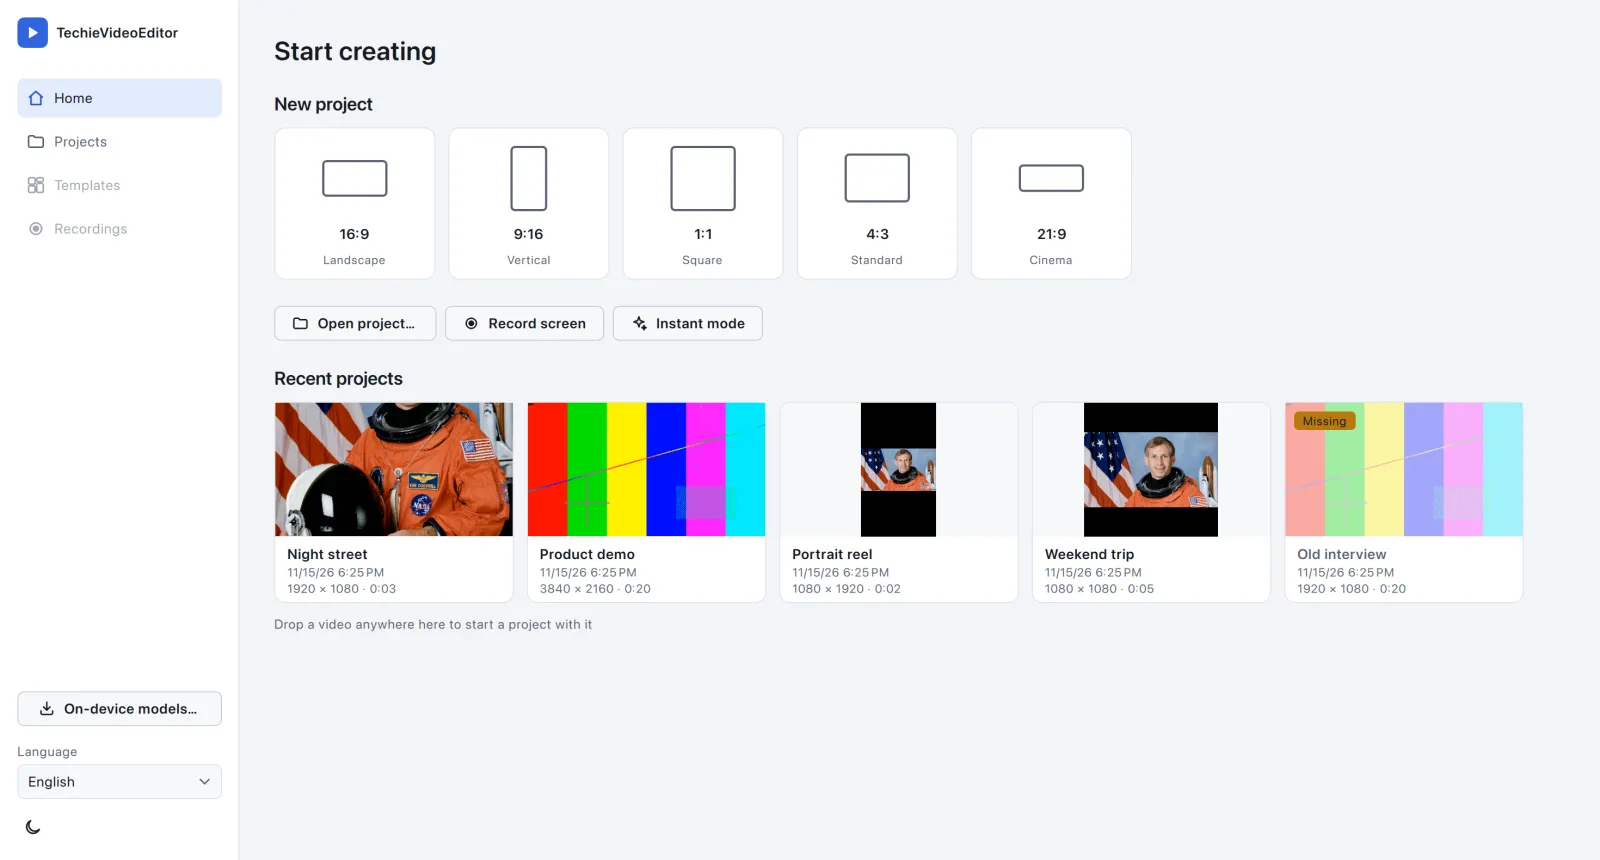 TechieVideoEditor
Home
Projects
Templates
Recordings
On-device models…
Language
English
Start creating
New project
16:9
Landscape
9:16
Vertical
1:1
Square
4:3
Standard
21:9
Cinema
Open project…
Record screen
Instant mode
Recent projects
NASA
Night street
11/15/26 6:25 PM
1920 × 1080 · 0:03
Product demo
11/15/26 6:25 PM
3840 × 2160 · 0:20
Portrait reel
11/15/26 6:25 PM
1080 × 1920 · 0:02
Weekend trip
11/15/26 6:25 PM
1080 × 1080 · 0:05
Missing
Old interview
11/15/26 6:25 PM
1920 × 1080 · 0:20
Drop a video anywhere here to start a project with it